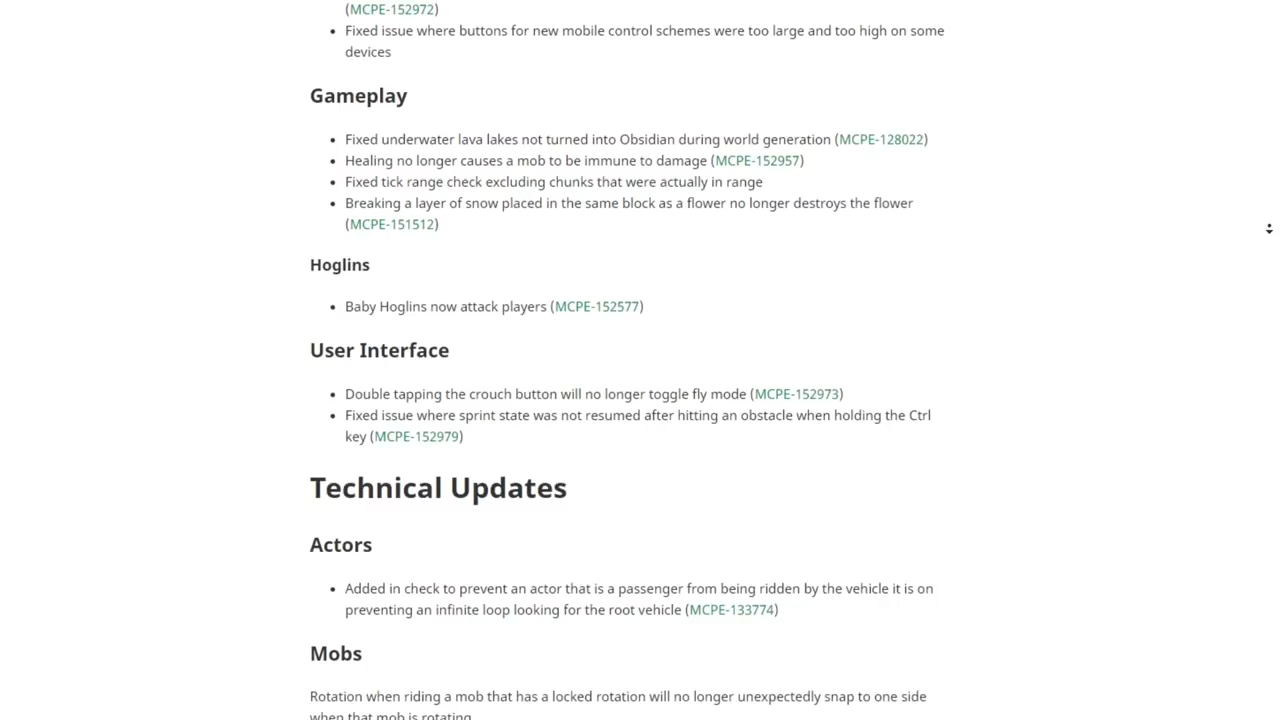 (MCPE-152972)
• Fixed issue where buttons for new mobile control schemes were too large and too high on some
devices
Gameplay
• Fixed underwater lava lakes not turned into Obsidian during world generation (MCPE-128022)
• Healing no longer causes a mob to be immune to damage (MCPE-152957)
• Fixed tick range check excluding chunks that were actually in range
• Breaking a layer of snow placed in the same block as a flower no longer destroys the flower
(MCPE-151512)
Hoglins
• Baby Hoglins now attack players (MCPE-152577)
User Interface
• Double tapping the crouch button will no longer toggle fly mode (MCPE-152973)
• Fixed issue where sprint state was not resumed after hitting an obstacle when holding the Ctrl
key (MCPE-152979)
Technical Updates
Actors
• Added in check to prevent an actor that is a passenger from being ridden by the vehicle it is on
preventing an infinite loop looking for the root vehicle (MCPE-133774)
Mobs
Rotation when riding a mob that has a locked rotation will no longer unexpectedly snap to one side
when that mob is rotating